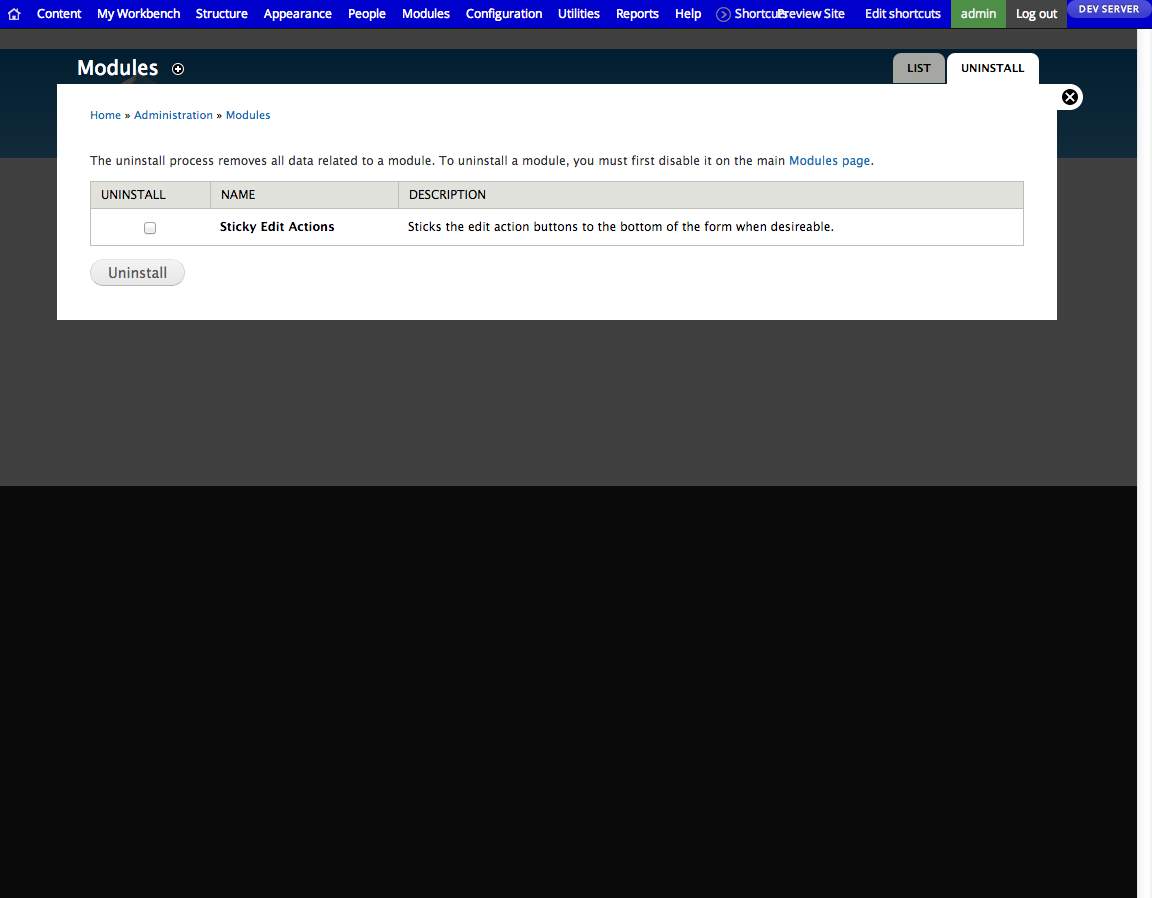 Content My Workbench Structure Appearance People Modules Configuration Utilities Reports Help Shortcuts Preview Site Edit shortcuts admin Log out DEV SERVER
Modules
LIST UNINSTALL
Home » Administration » Modules
The uninstall process removes all data related to a module. To uninstall a module, you must first disable it on the main Modules page.
UNINSTALL NAME DESCRIPTION
Sticky Edit Actions Sticks the edit action buttons to the bottom of the form when desireable.
Uninstall